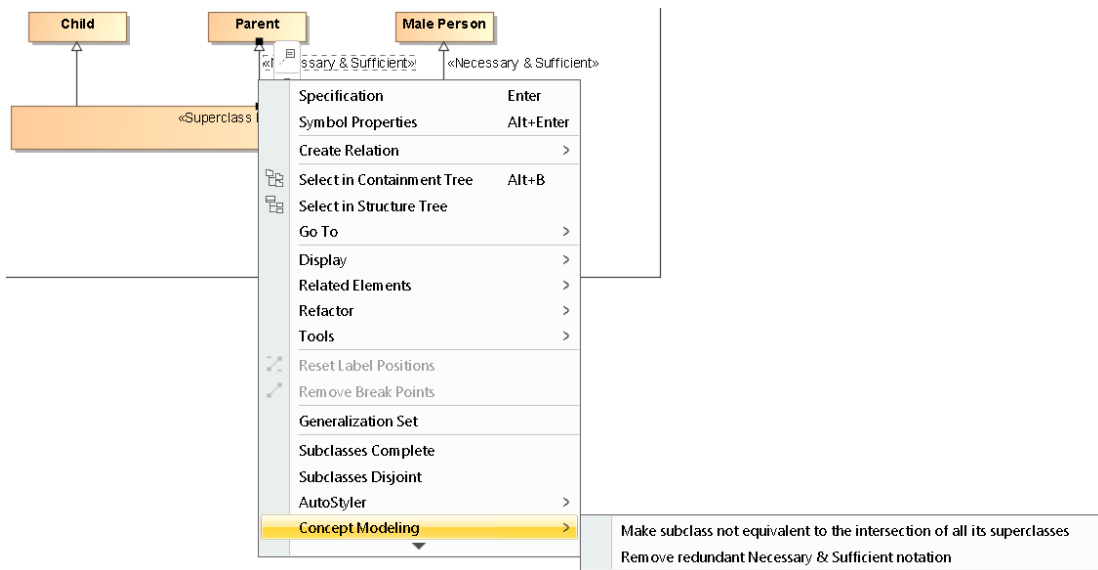 Child
Parent
Male Person
ssary & Sufficient»
«Necessary & Sufficient»
«Superclass
Specification Enter
Symbol Properties Alt+Enter
Create Relation >
Select in Containment Tree Alt+B
Select in Structure Tree
Go To >
Display >
Related Elements >
Refactor >
Tools >
Reset Label Positions
Remove Break Points
Generalization Set
Subclasses Complete
Subclasses Disjoint
AutoStyler >
Concept Modeling >
Make subclass not equivalent to the intersection of all its superclasses
Remove redundant Necessary & Sufficient notation